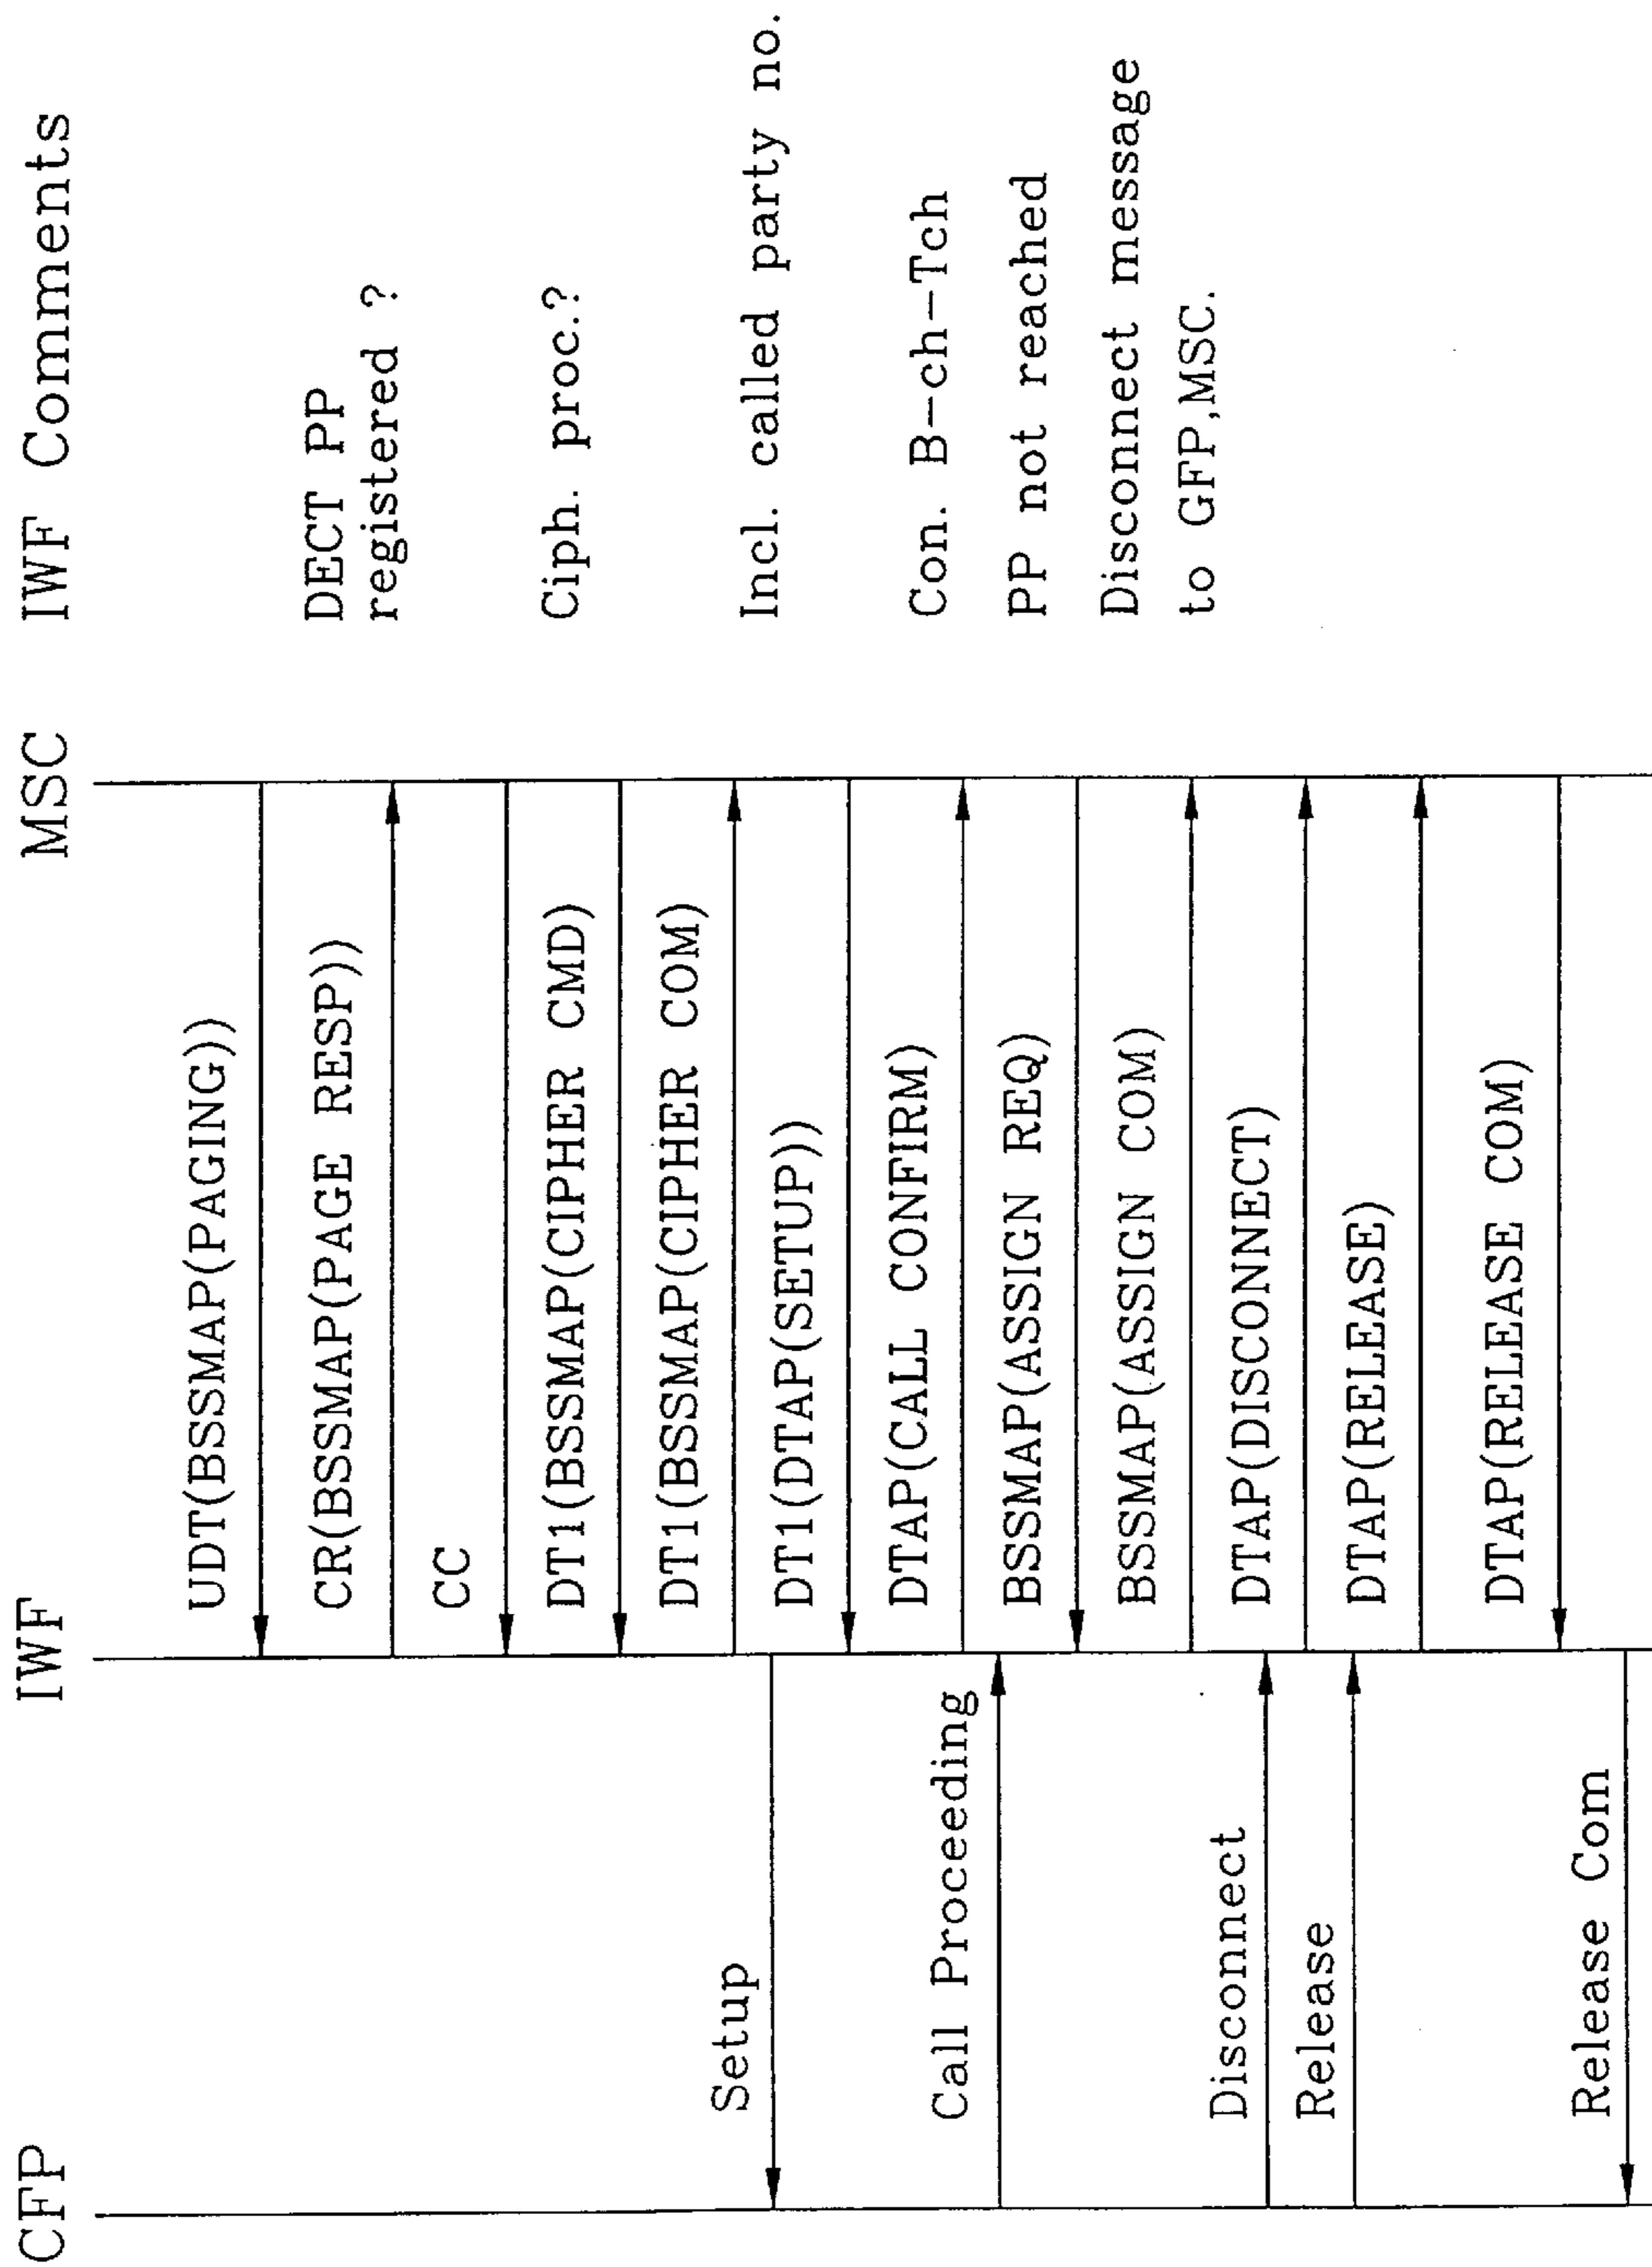 CFP IWF MSC IWF Comments
UDT(BSSMAP(PAGING))
DECT PP
registered ?
CR(BSSMAP(PAGE RESP))
CC
Ciph. proc.?
DT1(BSSMAP(CIPHER CMD)
DT1(BSSMAP(CIPHER COM)
Setup
Incl. called party no.
DT1(DTAP(SETUP))
DTAP(CALL CONFIRM)
Con. B-ch-Tch
Call Proceeding
BSSMAP(ASSIGN REQ)
PP not reached
BSSMAP(ASSIGN COM)
Disconnect message
to GFP,MSC.
Disconnect
DTAP(DISCONNECT)
Release
DTAP(RELEASE)
DTAP(RELEASE COM)
Release Com